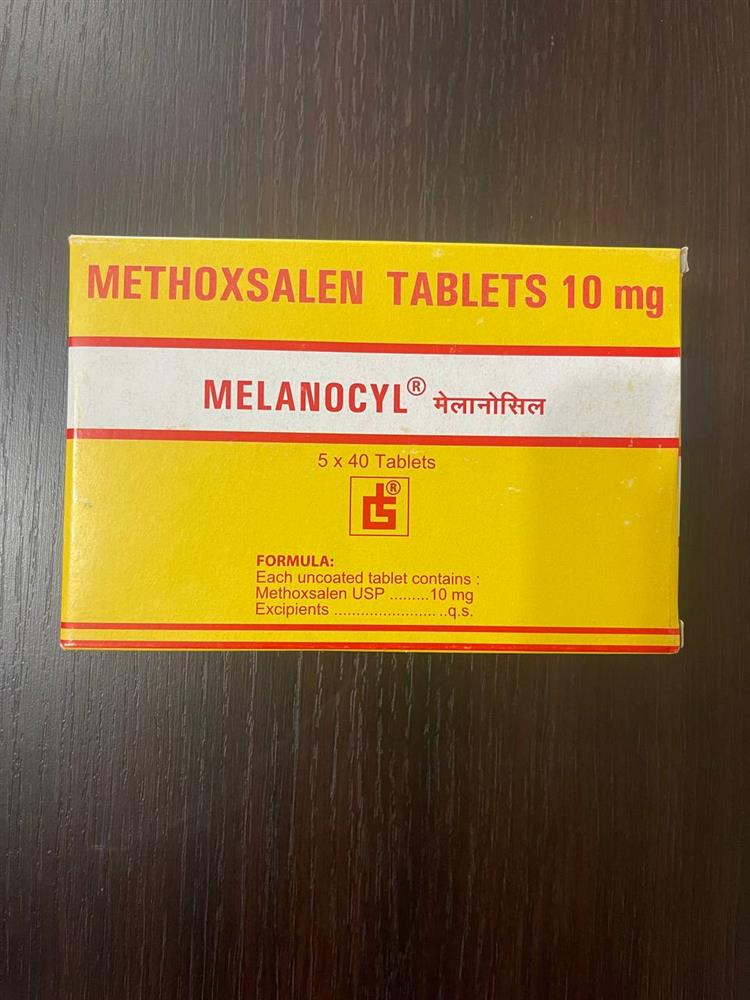 METHOXSALEN TABLETS 10 mg
MELANOCYL® मेलानोसिल
5 x 40 Tablets
®
FORMULA:
Each uncoated tablet contains :
Methoxsalen USP .........10 mg
Excipients .........................q.s.